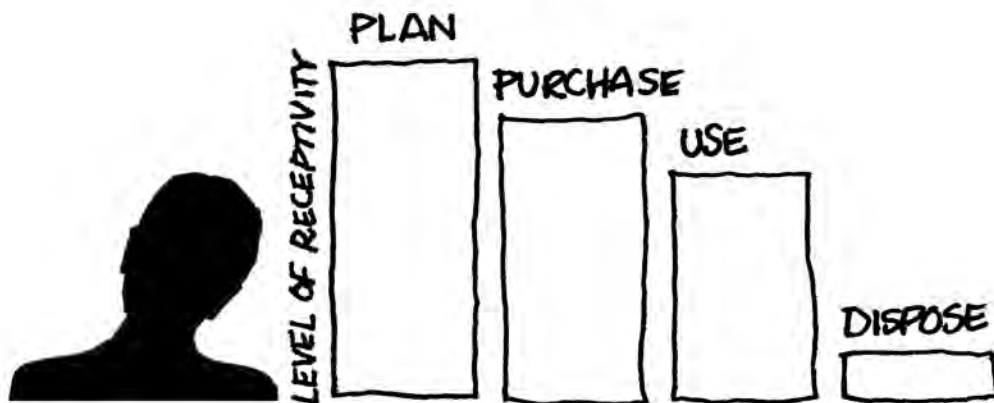 LEVEL OF RECEPTIVITY
PLAN
PURCHASE
USE
DISPOSE